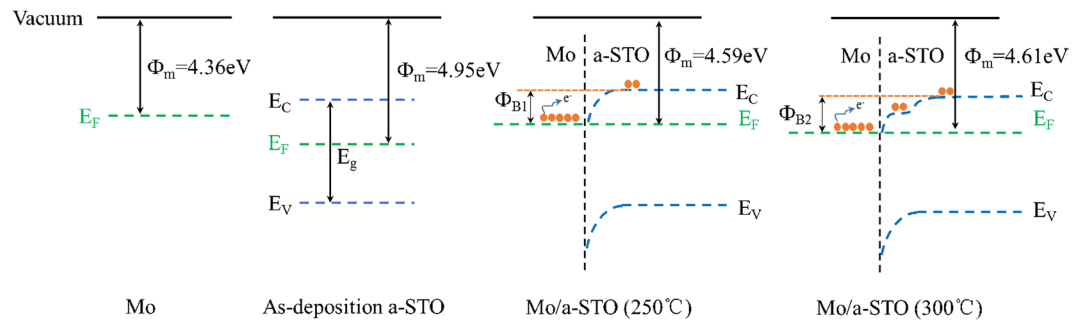 Vacuum
Φm=4.36eV
EF
Mo
Φm=4.95eV
EC
EF
Eg
EV
As-deposition a-STO
Mo a-STO
Φm=4.59eV
ΦB1
e-
EC
EF
EV
Mo/a-STO (250℃)
Mo a-STO
Φm=4.61eV
ΦB2
e-
EC
EF
EV
Mo/a-STO (300℃)